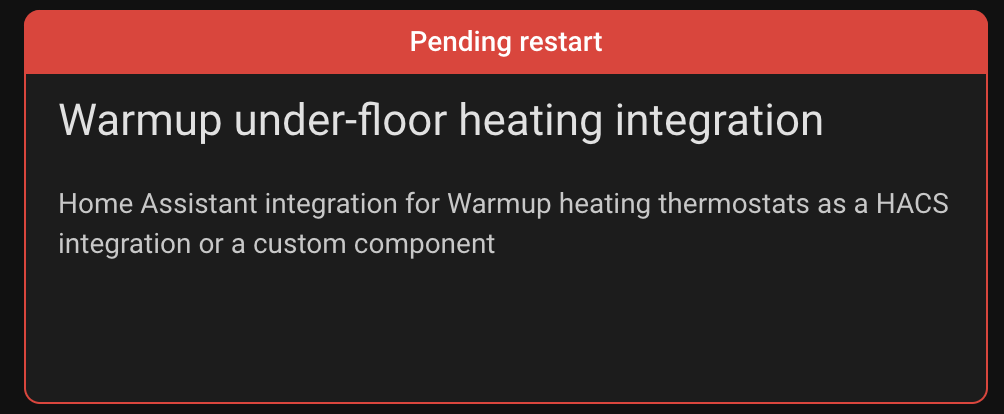 Pending restart
Warmup under-floor heating integration
Home Assistant integration for Warmup heating thermostats as a HACS
integration or a custom component